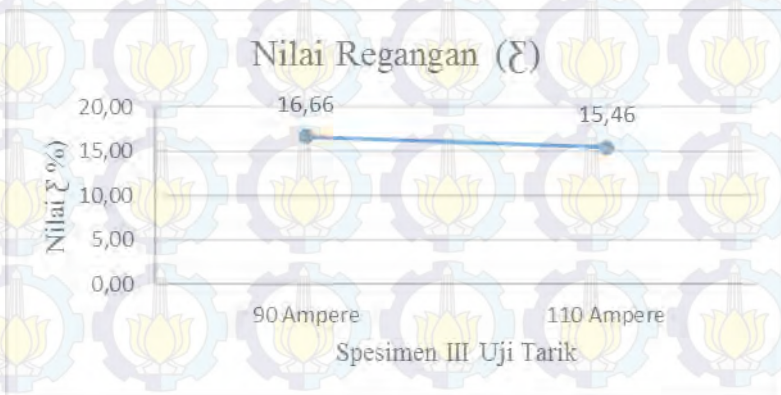 Nilai Regangan (Ƹ)
16,66
15,46
20,00
15,00
10,00
5,00
0,00
Nilai Ƹ %)
90 Ampere
110 Ampere
Spesimen III Uji Tarik